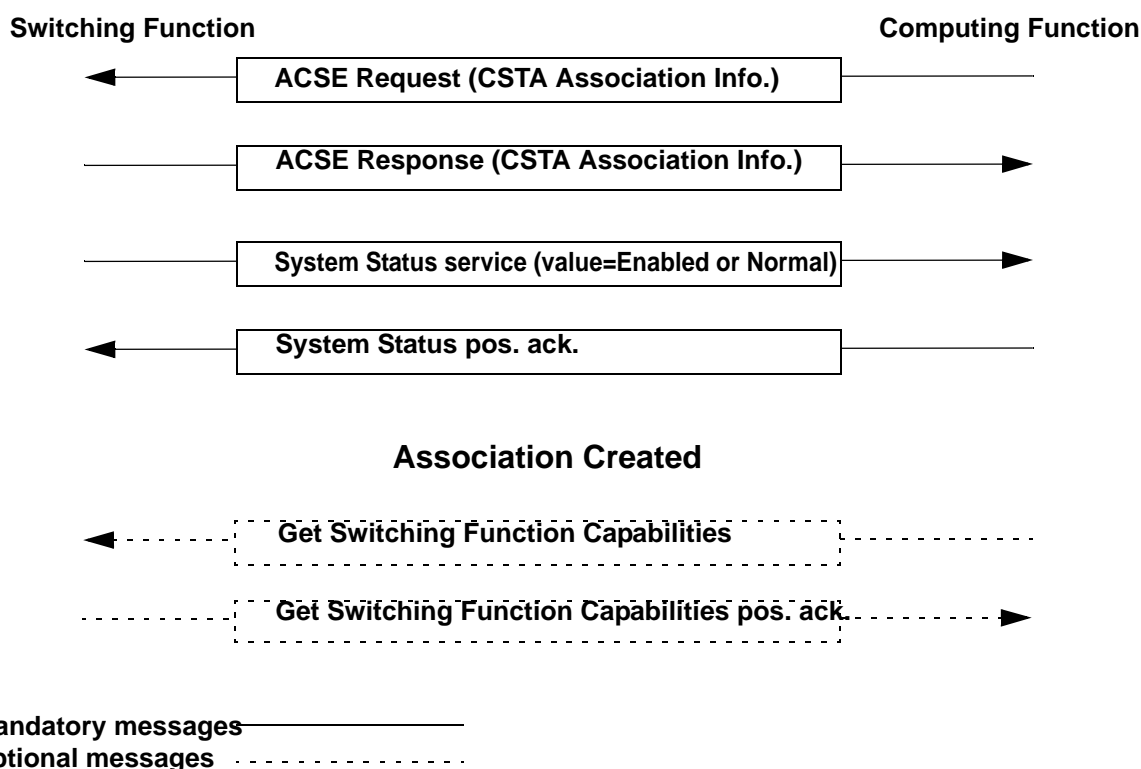 Switching Function
Computing Function
ACSE Request (CSTA Association Info.)
ACSE Response (CSTA Association Info.)
System Status service (value=Enabled or Normal)
System Status pos. ack.
Association Created
Get Switching Function Capabilities
Get Switching Function Capabilities pos. ack.
andatory messages
ptional messages